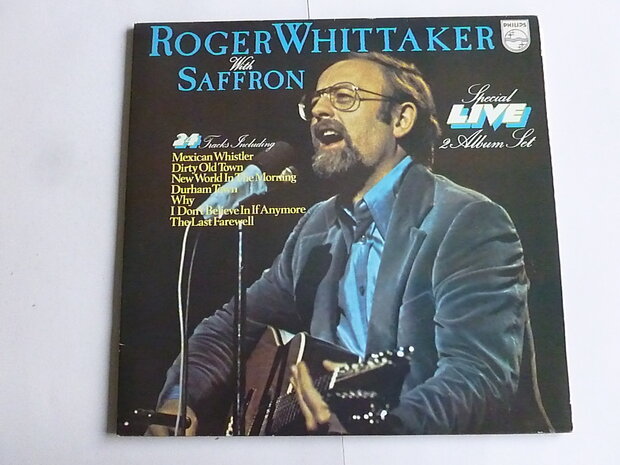 ROGER WHITTAKER
With
SAFFRON
PHILIPS
Special
LIVE
2 Album Set
24 Tracks Including
Mexican Whistler
Dirty Old Town
New World In The Morning
Durham Town
Why
I Don't Believe In If Anymore
The Last Farewell